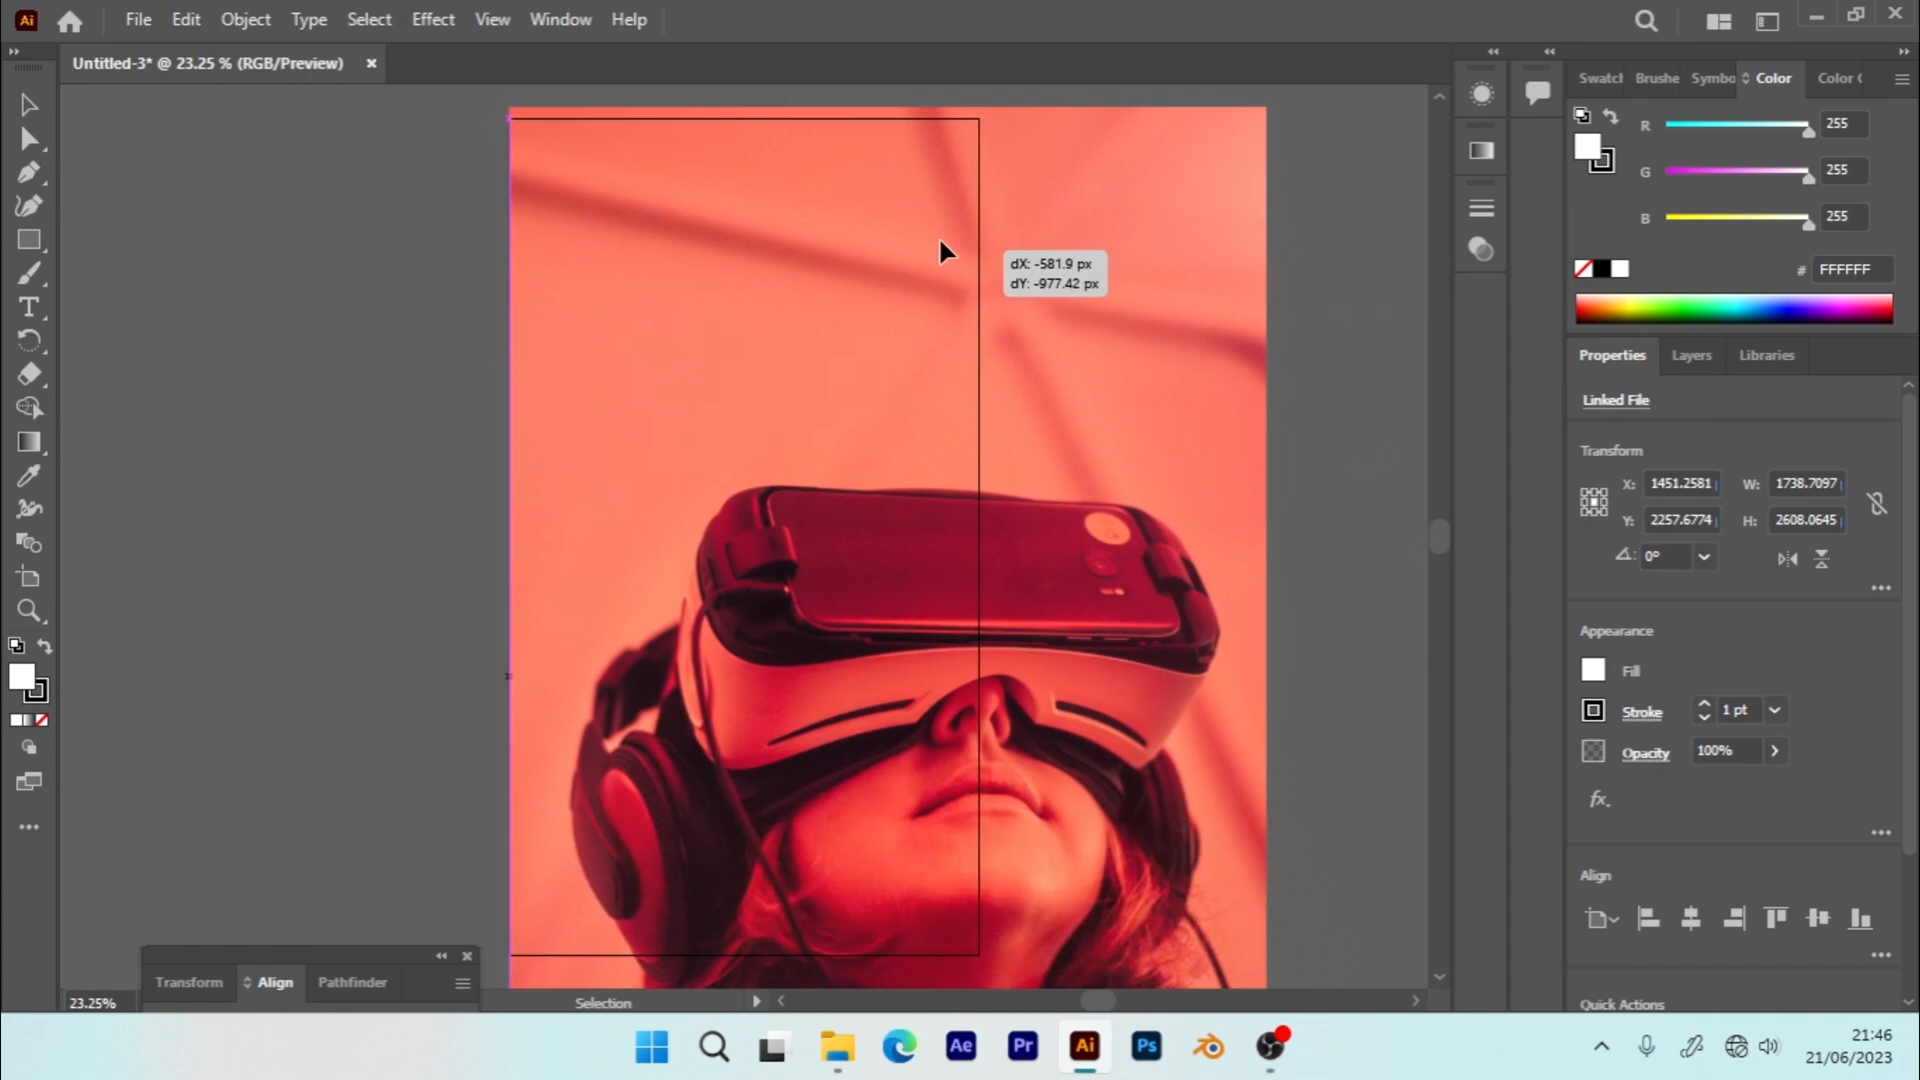 Ai
File Edit Object Type Select Effect View Window Help
Untitled-3* @ 23.25 % (RGB/Preview) ×
Swatch Brushe Symbo Color Color
R 255
G 255
B 255
# FFFFFF
dX: -581.9 px
dY: -977.42 px
Properties Layers Libraries
Linked File
Transform
X: 1451.2581 W: 1738.7097
Y: 2257.6774 H: 2608.0645
0°
Appearance
Fill
Stroke 1 pt
Opacity 100%
fx.
Align
Quick Actions
Transform Align Pathfinder
23.25% Selection
Ae Pr Ai Ps
21:46
21/06/2023